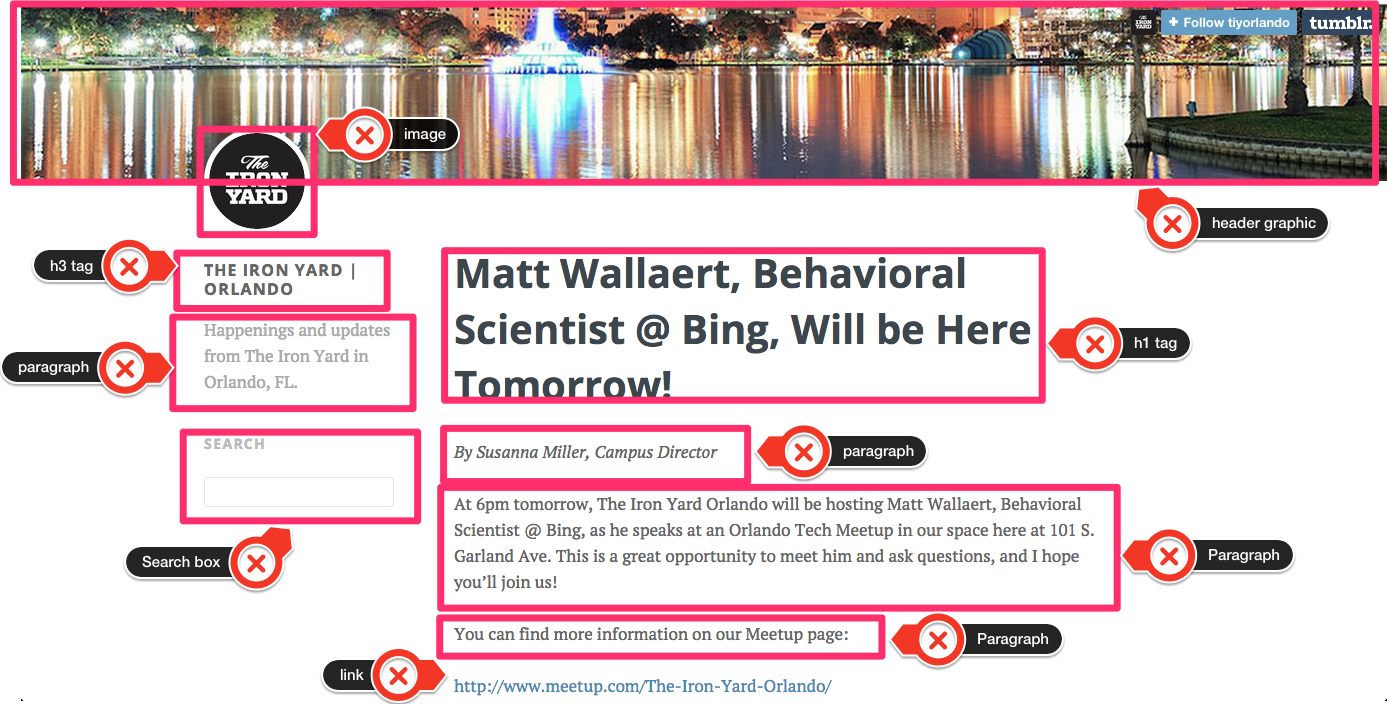 THE
IRON
YARD
+ Follow tiyorlando
tumblr.
image
The
IRON
YARD
header graphic
h3 tag
THE IRON YARD |
ORLANDO
paragraph
Happenings and updates
from The Iron Yard in
Orlando, FL.
SEARCH
Search box
Matt Wallaert, Behavioral
Scientist @ Bing, Will be Here
Tomorrow!
h1 tag
By Susanna Miller, Campus Director
paragraph
At 6pm tomorrow, The Iron Yard Orlando will be hosting Matt Wallaert, Behavioral
Scientist @ Bing, as he speaks at an Orlando Tech Meetup in our space here at 101 S.
Garland Ave. This is a great opportunity to meet him and ask questions, and I hope
you’ll join us!
Paragraph
You can find more information on our Meetup page:
Paragraph
link
http://www.meetup.com/The-Iron-Yard-Orlando/